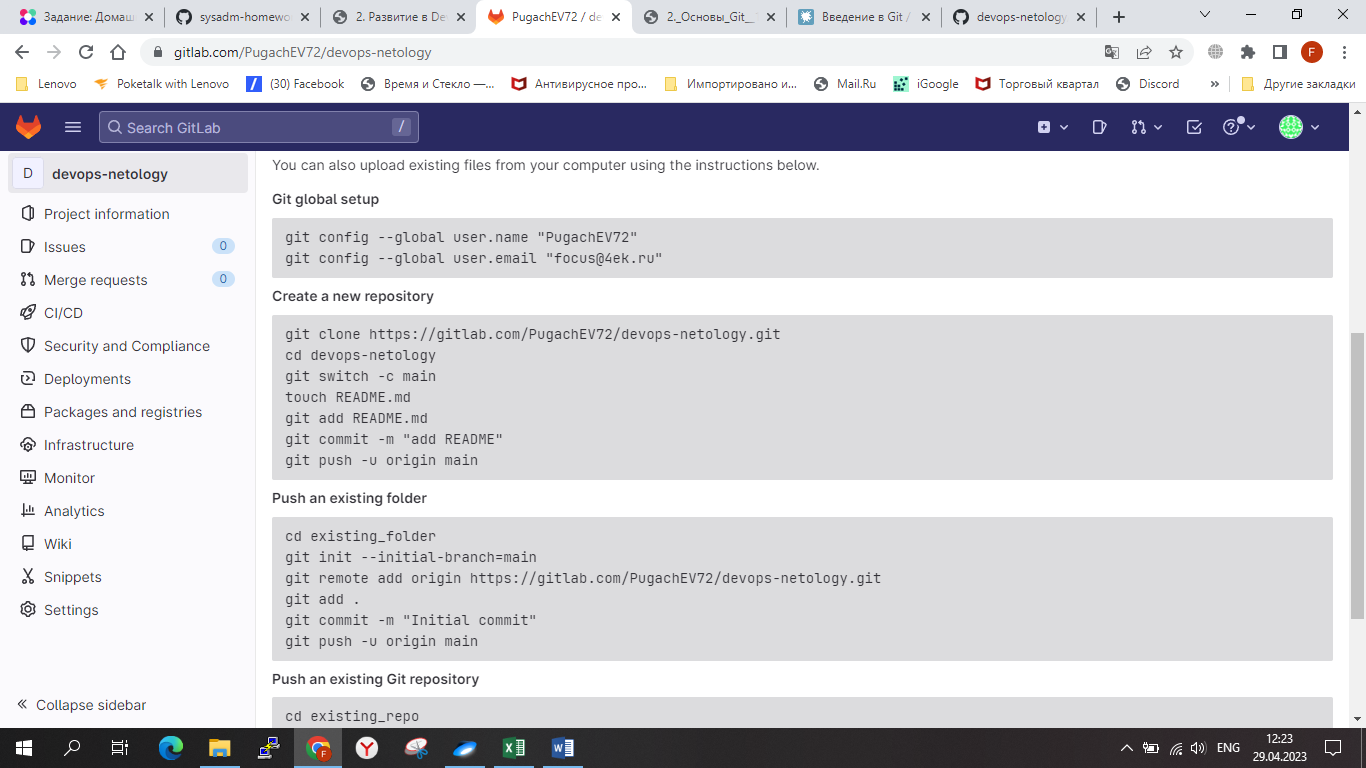 Задание: Домаш
sysadm-homewo
2. Развитие в De
PugachEV72 / de
2._Основы_Git_
Введение в Git /
devops-netology
gitlab.com/PugachEV72/devops-netology
F
Lenovo
Poketalk with Lenovo
(30) Facebook
Время и Стекло —...
Антивирусное про...
Импортировано и...
Mail.Ru
iGoogle
Торговый квартал
Discord
»
Другие закладки
Search GitLab
/
D
devops-netology
Project information
Issues
0
Merge requests
0
CI/CD
Security and Compliance
Deployments
Packages and registries
Infrastructure
Monitor
Analytics
Wiki
Snippets
Settings
Collapse sidebar
You can also upload existing files from your computer using the instructions below.
Git global setup
git config --global user.name "PugachEV72"
git config --global user.email "focus@4ek.ru"
Create a new repository
git clone https://gitlab.com/PugachEV72/devops-netology.git
cd devops-netology
git switch -c main
touch README.md
git add README.md
git commit -m "add README"
git push -u origin main
Push an existing folder
cd existing_folder
git init --initial-branch=main
git remote add origin https://gitlab.com/PugachEV72/devops-netology.git
git add .
git commit -m "Initial commit"
git push -u origin main
Push an existing Git repository
cd existing_repo
ENG
12:23
29.04.2023